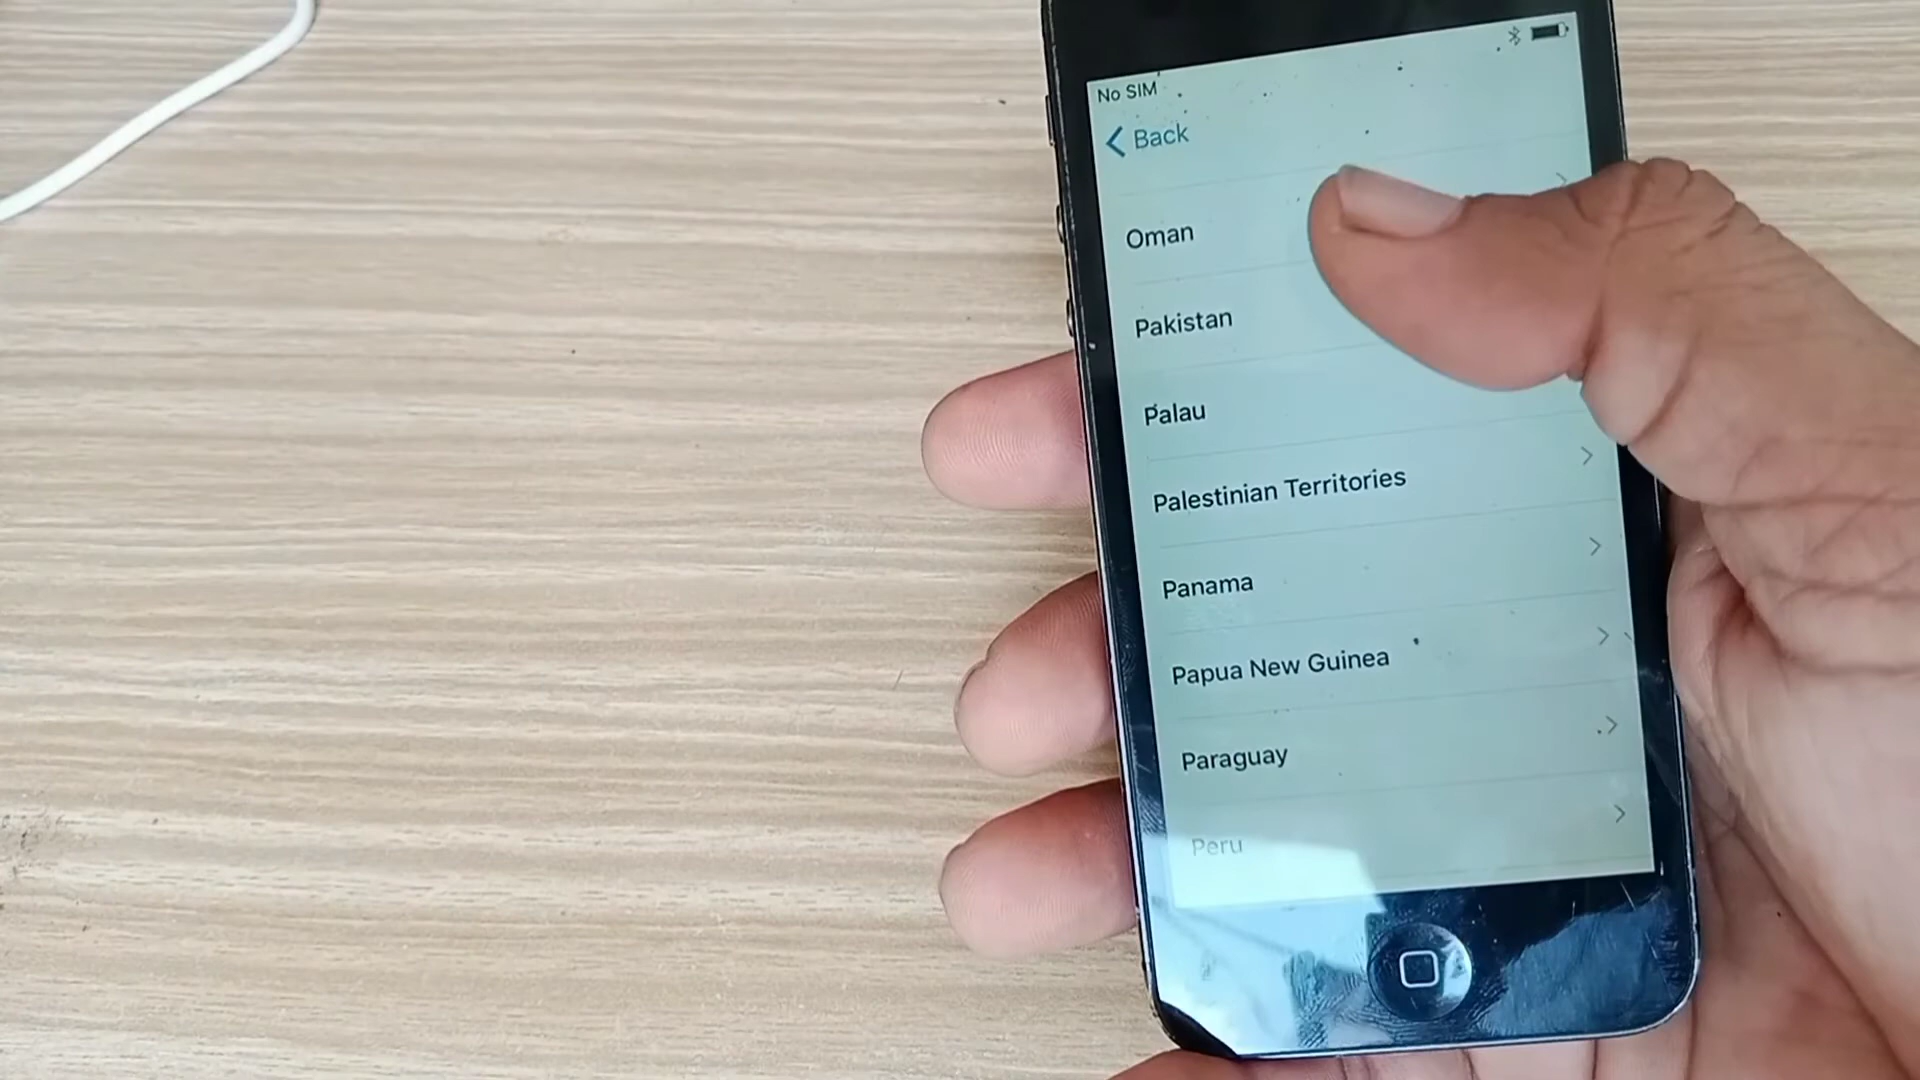 No SIM
Back
Oman
Pakistan
Palau
Palestinian Territories
Panama
Papua New Guinea
Paraguay
Peru